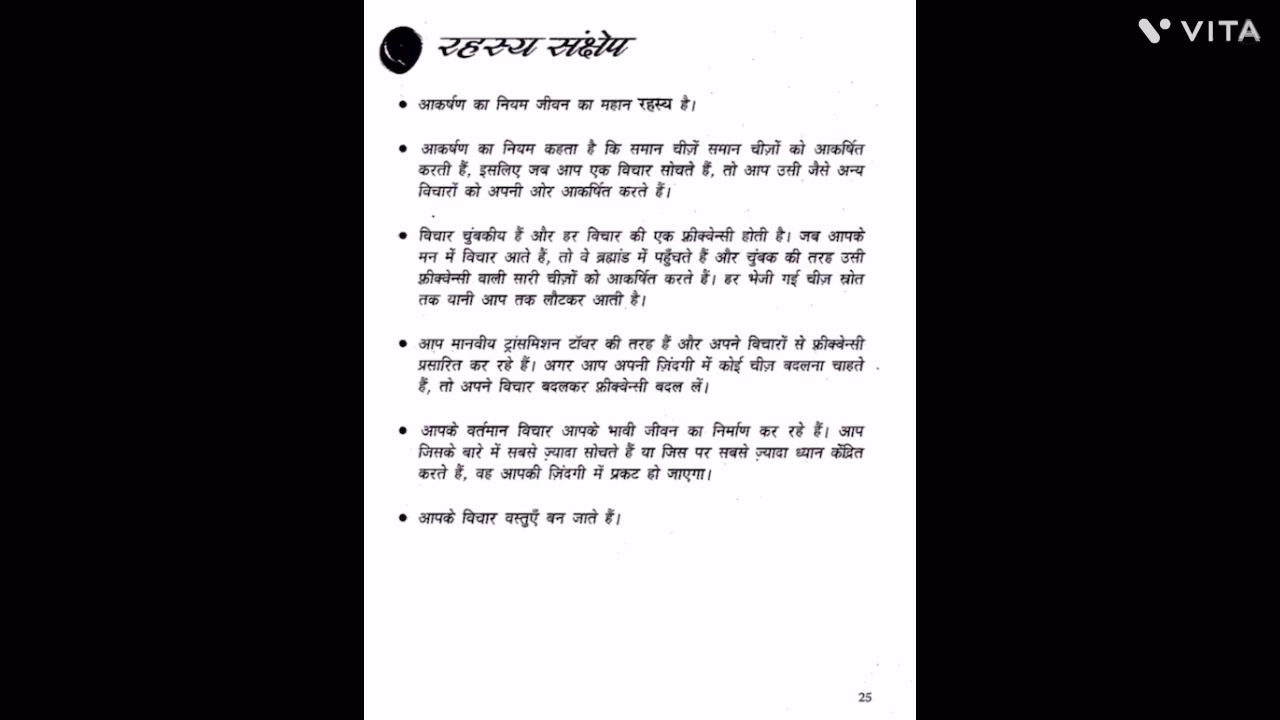 रहस्य संक्षेप
VITA
• आकर्षण का नियम जीवन का महान रहस्य है।
• आकर्षण का नियम कहता है कि समान चीज़ें समान चीज़ों को आकर्षित
करती हैं, इसलिए जब आप एक विचार सोचते हैं, तो आप उसी जैसे अन्य
विचारों को अपनी ओर आकर्षित करते हैं।
• विचार चुंबकीय हैं और हर विचार की एक फ़्रीक्वेन्सी होती है। जब आपके
मन में विचार आते हैं, तो वे ब्रह्मांड में पहुँचते हैं और चुंबक की तरह उसी
फ़्रीक्वेन्सी वाली सारी चीज़ों को आकर्षित करते हैं। हर भेजी गई चीज़ स्रोत
तक यानी आप तक लौटकर आती है।
• आप मानवीय ट्रांसमिशन टॉवर की तरह हैं और अपने विचारों से फ़्रीक्वेन्सी
प्रसारित कर रहे हैं। अगर आप अपनी ज़िंदगी में कोई चीज़ बदलना चाहते
हैं, तो अपने विचार बदलकर फ़्रीक्वेन्सी बदल लें।
• आपके वर्तमान विचार आपके भावी जीवन का निर्माण कर रहे हैं। आप
जिसके बारे में सबसे ज़्यादा सोचते हैं या जिस पर सबसे ज़्यादा ध्यान केंद्रित
करते हैं, वह आपकी ज़िंदगी में प्रकट हो जाएगा।
• आपके विचार वस्तुएँ बन जाते हैं।
25